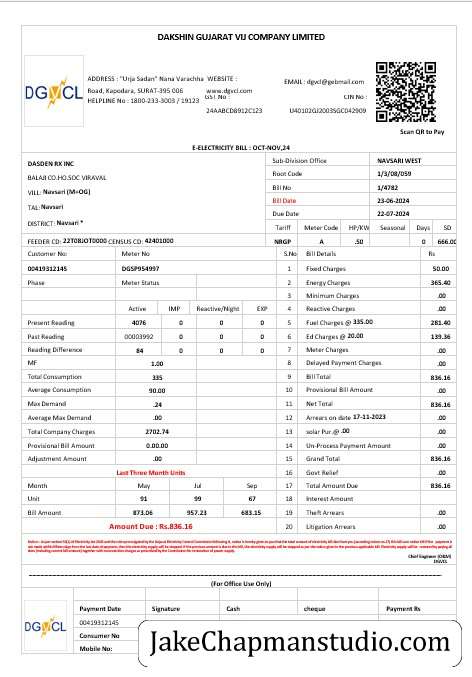 DAKSHIN GUJARAT VIJ COMPANY LIMITED
DGVCL
ADDRESS : "Urja Sadan" Nana Varachha
Road, Kapodara, SURAT-395 006
HELPLINE No : 1800-233-3003 / 19123
WEBSITE :
www.dgvcl.com
GST No :
24AABCD8912C1Z3
EMAIL : dgvcl@gebmail.com
CIN No :
U40102GJ2003SGC042909
Scan QR to Pay
E-ELECTRICITY BILL : OCT-NOV,24
DASDEN RX INC
BALAJI CO.HO.SOC VIRAVAL
VILL: Navsari (M+OG)
TAL: Navsari
DISTRICT: Navsari *
Sub-Division Office NAVSARI WEST
Root Code 1/3/08/059
Bill No 1/4782
Bill Date 23-06-2024
Due Date 22-07-2024
Tariff Meter Code HP/KW Seasonal Days SD
FEEDER CD: 22T08JOT0000 CENSUS CD: 42401000 NRGP A .50 0 666.00
Customer No Meter No S.No Bill Details Rs
00419312145 DGSP954997 1 Fixed Charges 50.00
Phase Meter Status 2 Energy Charges 365.40
3 Minimum Charges .00
Active IMP Reactive/Night EXP 4 Reactive Charges .00
Present Reading 4076 0 0 0 5 Fuel Charges @ 335.00 281.40
Past Reading 00003992 0 0 0 6 Ed Charges @ 20.00 139.36
Reading Difference 84 0 0 0 7 Meter Charges .00
MF 1.00 8 Delayed Payment Charges .00
Total Consumption 335 9 Bill Total 836.16
Average Consumption 90.00 10 Provisional Bill Amount .00
Max Demand .24 11 Net Total 836.16
Average Max Demand .00 12 Arrears on date 17-11-2023 .00
Total Company Charges 2702.74 13 solar Pur.@ .00 .00
Provisional Bill Amount 0.00.00 14 Un-Process Payment Amount .00
Adjustment Amount .00 15 Grand Total 836.16
Last Three Month Units 16 Govt Relief .00
Month May Jun July 17 Total Amount Due 836.16
Unit 91 99 67 18 Interest Amount
Bill Amount 873.06 957.23 683.15 19 Theft Arrears .00
Amount Due : Rs.836.16 20 Litigation Arrears .00
Chief Engineer (O&M)
DGVCL
(For Office Use Only)
DGVCL
Payment Date Signature Cash cheque Payment Rs
00419312145
Consumer No
Mobile No:
JakeChapmanstudio.com